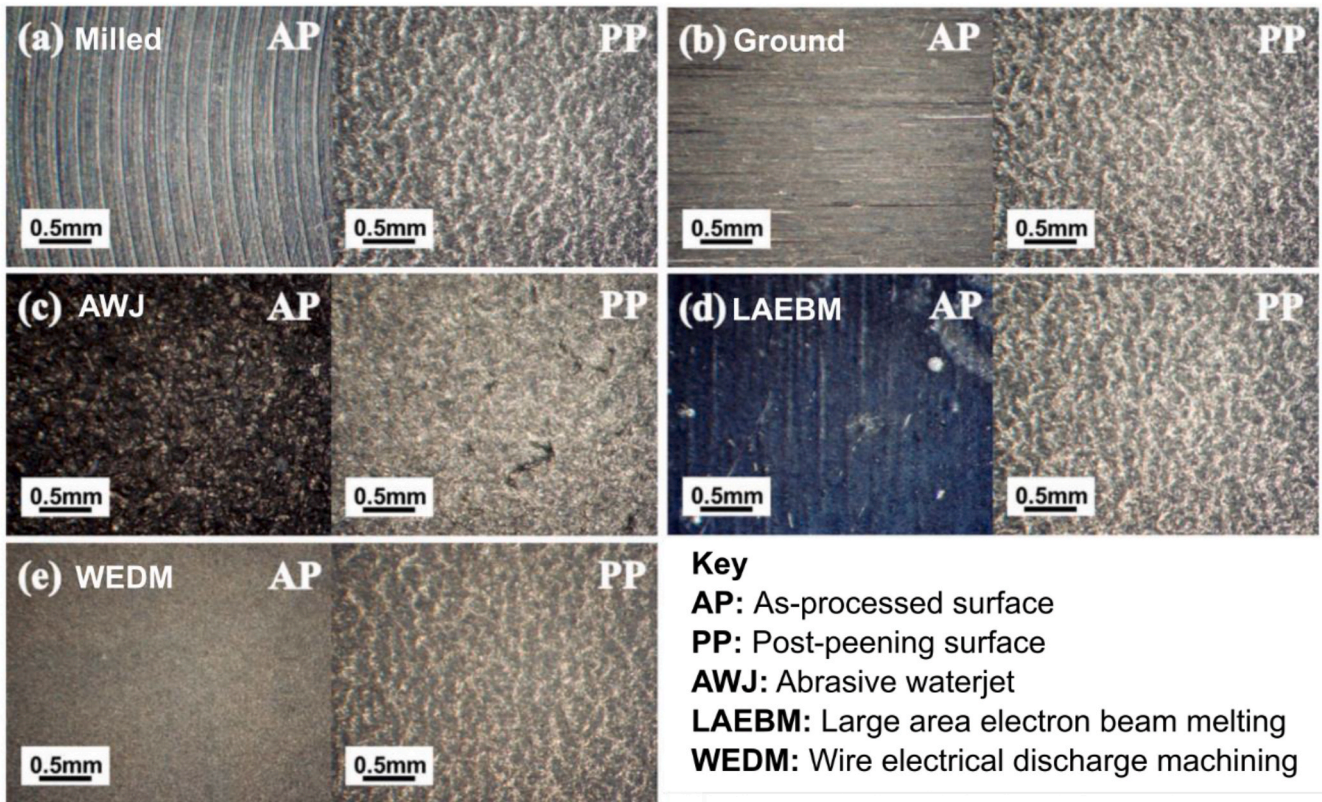 (a) Milled AP PP
0.5mm 0.5mm
(b) Ground AP PP
0.5mm 0.5mm
(c) AWJ AP PP
0.5mm 0.5mm
(d) LAEBM AP PP
0.5mm 0.5mm
(e) WEDM AP PP
0.5mm 0.5mm
Key
AP: As-processed surface
PP: Post-peening surface
AWJ: Abrasive waterjet
LAEBM: Large area electron beam melting
WEDM: Wire electrical discharge machining